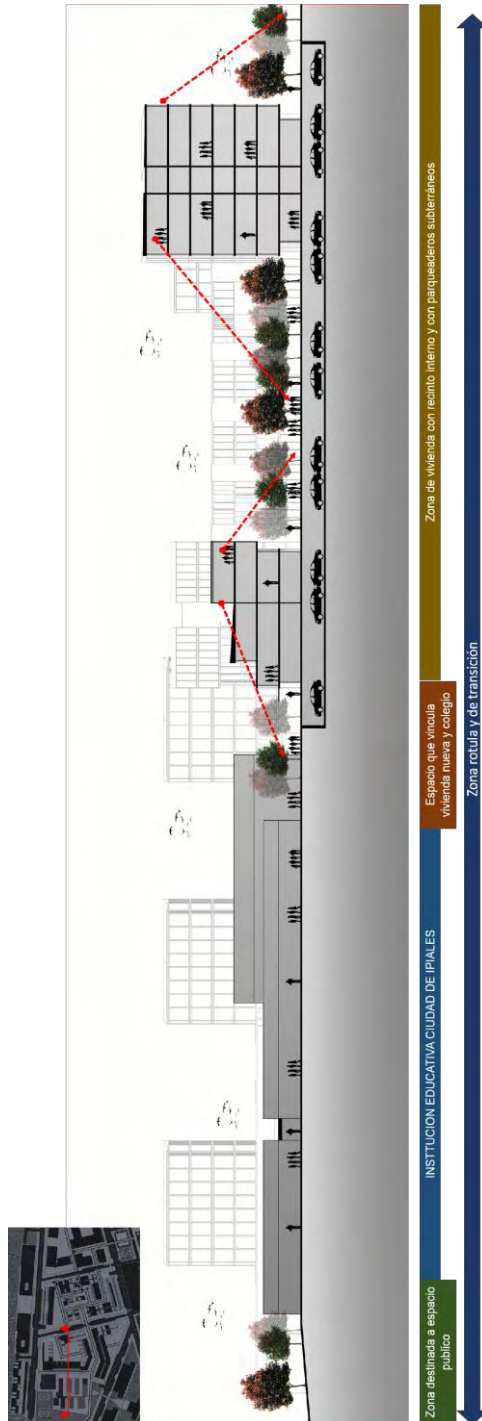 Zona destinada a espacio
publico
INSTTUCION EDUCATIVA CIUDAD DE IPIALES
Espacio que vincula
vivienda nueva y colegio
Zona de vivienda con recinto interno y con parqueaderos subterráneos
Zona rotula y de transición